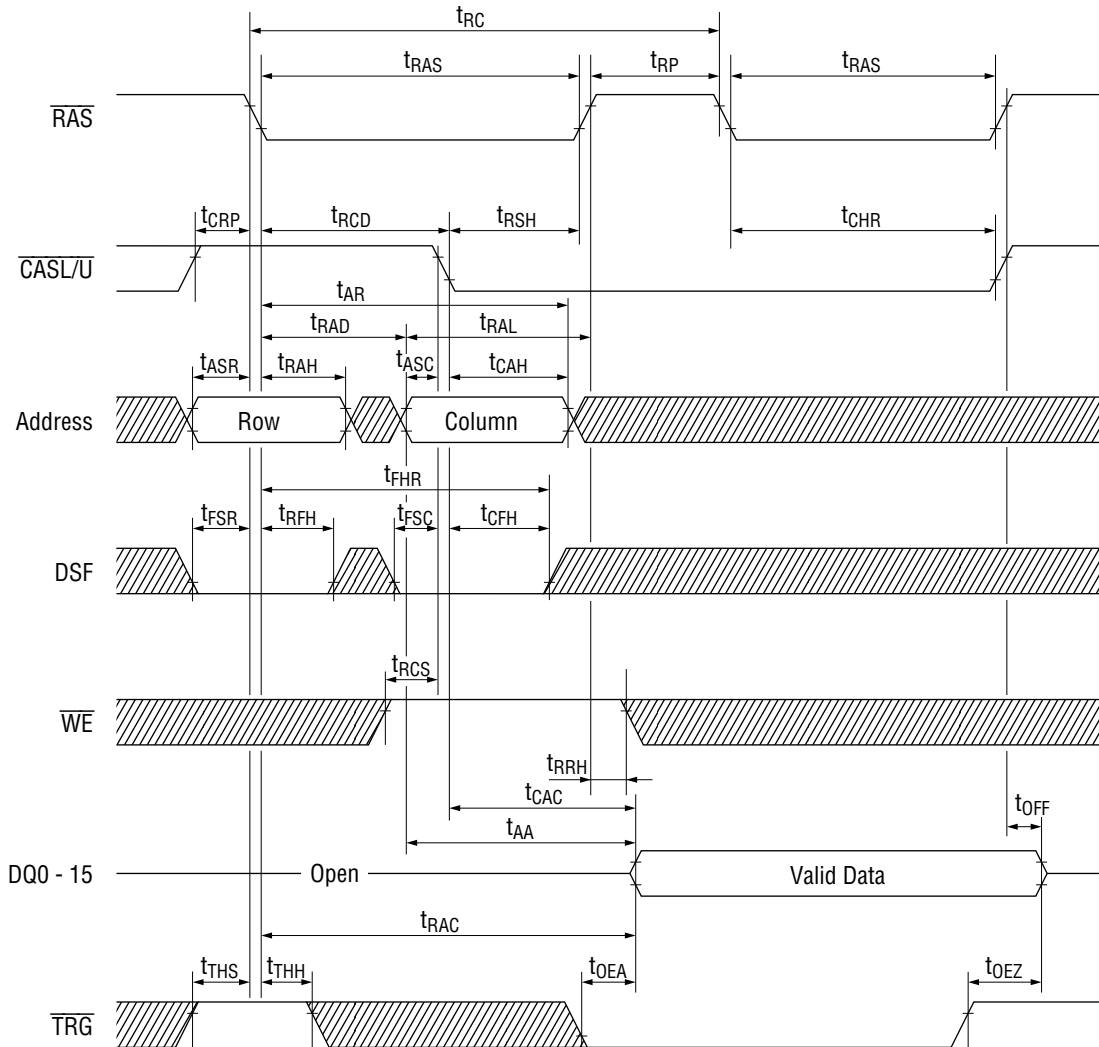 tRC
tRAS tRP tRAS
RAS
tCRP tRCD tRSH tCHR
CASL/U
tAR
tRAD tRAL
tASR tRAH tASC tCAH
Address Row Column
tFHR
tFSR tRFH tFSC tCFH
DSF
tRCS
WE
tRRH
tCAC tOFF
tAA
DQ0 - 15 Open Valid Data
tRAC
tTHS tTHH tOEA tOEZ
TRG